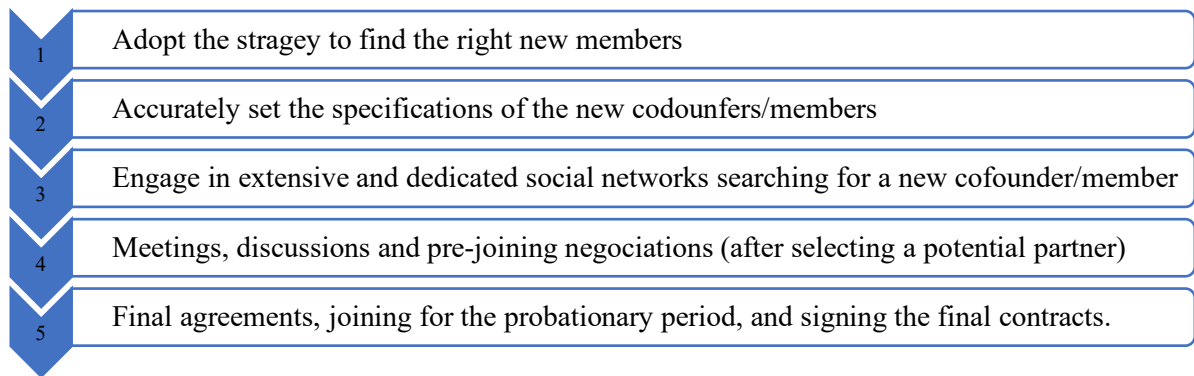 1 Adopt the stragey to find the right new members
2 Accurately set the specifications of the new codounfers/members
3 Engage in extensive and dedicated social networks searching for a new cofounder/member
4 Meetings, discussions and pre-joining negociations (after selecting a potential partner)
5 Final agreements, joining for the probationary period, and signing the final contracts.